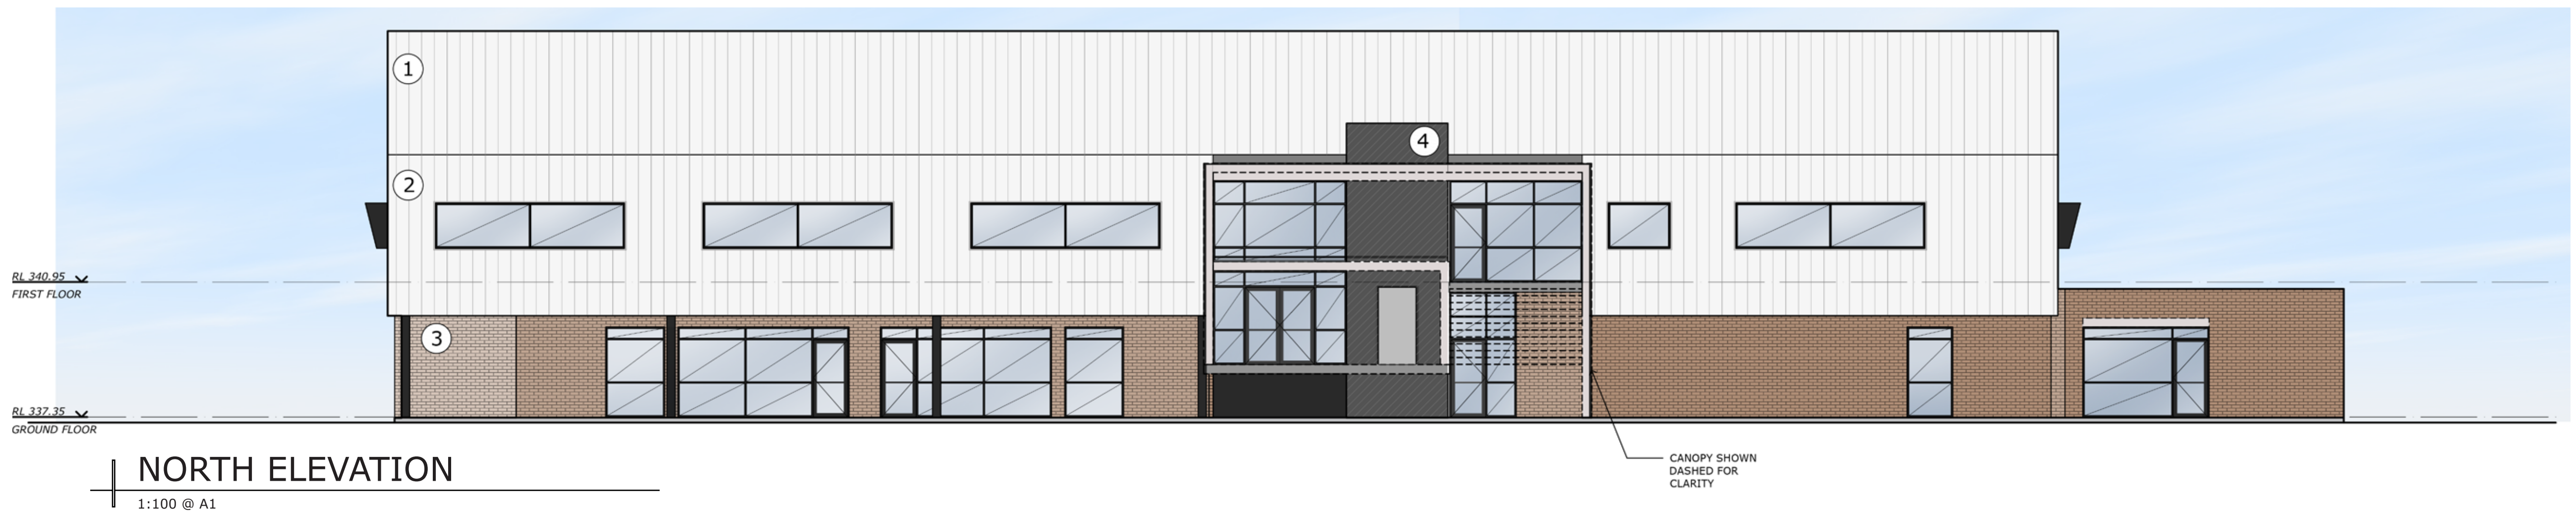 1
4
2
RL 340.95
FIRST FLOOR
3
RL 337.35
GROUND FLOOR
CANOPY SHOWN
DASHED FOR
CLARITY
NORTH ELEVATION
1:100 @ A1